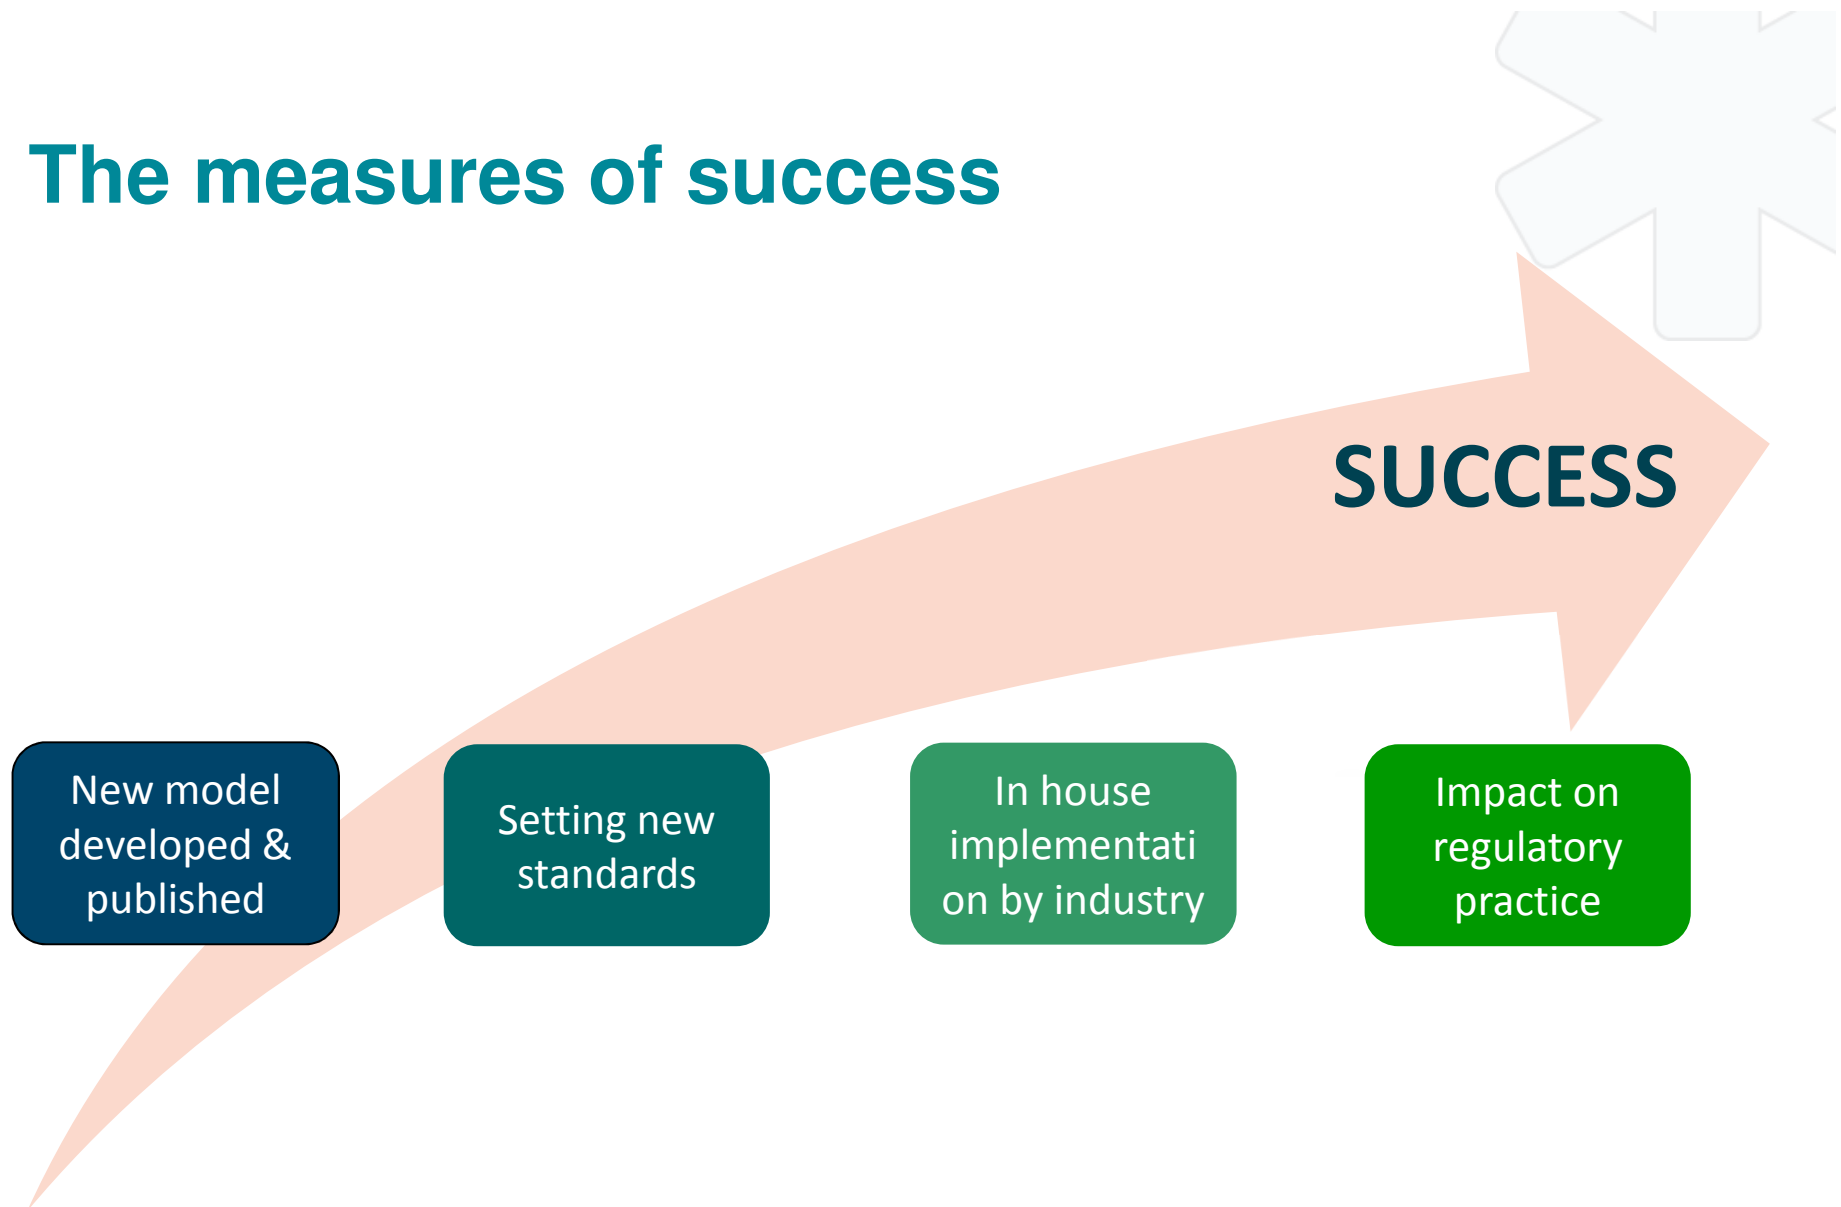 The measures of success
SUCCESS
New model
developed &
published
Setting new
standards
In house
implementati
on by industry
Impact on
regulatory
practice